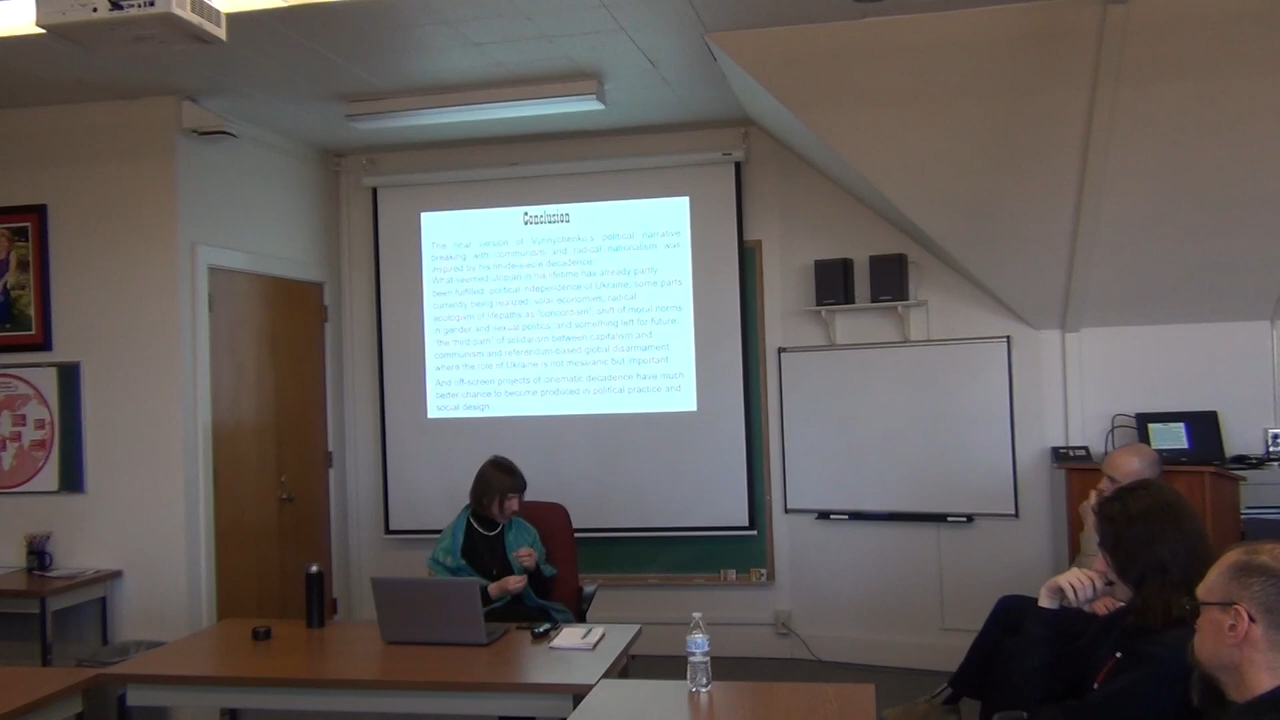 Conclusion
The final version of Vynnychenko's political narrative
breaking with communism and radical nationalism was
inspired by his decadence.
What seemed utopian in his lifetime has already partly
been fulfilled: political independence of Ukraine, some parts
currently being realized: solar economies, radical
ecologism of lifepaths as "concordism", shift of moral norms
in gender and sexual politics, and something left for future:
"the third path" of solidarism between capitalism and
communism and referendum-based global disarmament
where the role of Ukraine is not messianic but important.
And off-screen projects of cinematic decadence have much
better chance to become produced in political practice and
social design